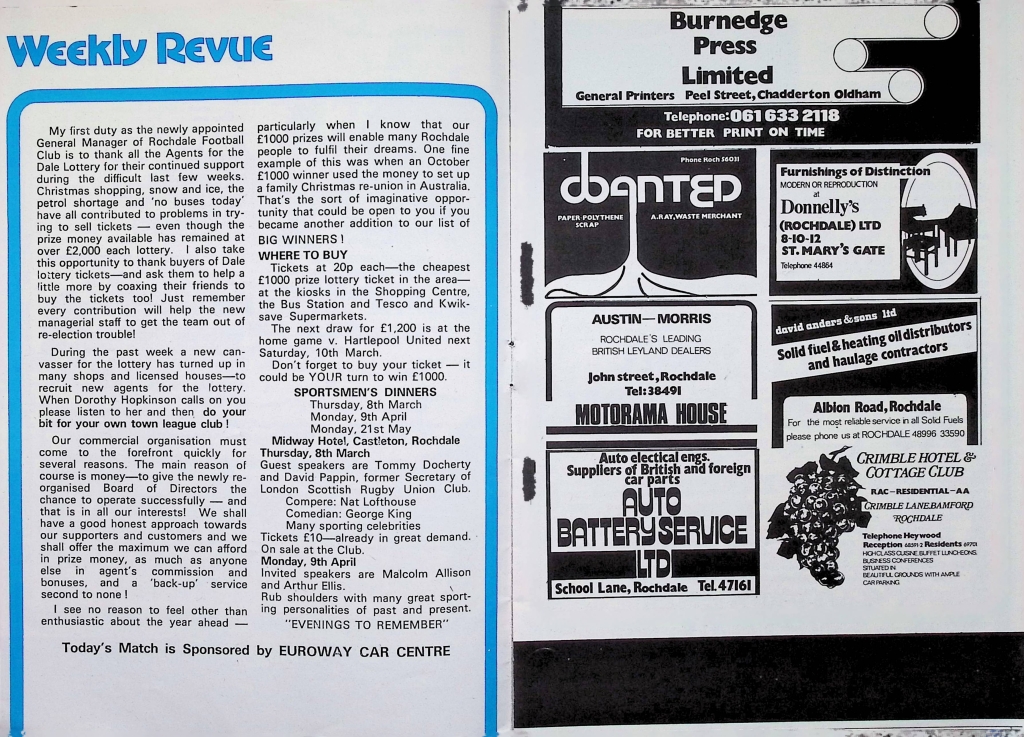 Weekly Revue
My first duty as the newly appointed
General Manager of Rochdale Football
Club is to thank all the Agents for the
Dale Lottery for their continued support
during the difficult last few weeks.
Christmas shopping, snow and ice, the
petrol shortage and 'no buses today'
have all contributed to problems in try-
ing to sell tickets — even though the
prize money available has remained at
over £2,000 each lottery. I also take
this opportunity to thank buyers of Dale
lottery tickets—and ask them to help a
little more by coaxing their friends to
buy the tickets too! Just remember
every contribution will help the new
managerial staff to get the team out of
re-election trouble!
During the past week a new can-
vasser for the lottery has turned up in
many shops and licensed houses—to
recruit new agents for the lottery.
When Dorothy Hopkinson calls on you
please listen to her and then do your
bit for your own town league club !
Our commercial organisation must
come to the forefront quickly for
several reasons. The main reason of
course is money—to give the newly re-
organised Board of Directors the
chance to operate successfully — and
that is in all our interests! We shall
have a good honest approach towards
our supporters and customers and we
shall offer the maximum we can afford
in prize money, as much as anyone
else in agent's commission and
bonuses, and a 'back-up' service
second to none !
I see no reason to feel other than
enthusiastic about the year ahead —
particularly when I know that our
£1000 prizes will enable many Rochdale
people to fulfil their dreams. One fine
example of this was when an October
£1000 winner used the money to set up
a family Christmas re-union in Australia.
That's the sort of imaginative oppor-
tunity that could be open to you if you
became another addition to our list of
BIG WINNERS !
WHERE TO BUY
Tickets at 20p each—the cheapest
£1000 prize lottery ticket in the area—
at the kiosks in the Shopping Centre,
the Bus Station and Tesco and Kwik-
save Supermarkets.
The next draw for £1,200 is at the
home game v. Hartlepool United next
Saturday, 10th March.
Don't forget to buy your ticket — it
could be YOUR turn to win £1000.
SPORTSMEN'S DINNERS
Thursday, 8th March
Monday, 9th April
Monday, 21st May
Midway Hotel, Castleton, Rochdale
Thursday, 8th March
Guest speakers are Tommy Docherty
and David Pappin, former Secretary of
London Scottish Rugby Union Club.
Compere: Nat Lofthouse
Comedian: George King
Many sporting celebrities
Tickets £10—already in great demand.
On sale at the Club.
Monday, 9th April
Invited speakers are Malcolm Allison
and Arthur Ellis.
Rub shoulders with many great sport-
ing personalities of past and present.
"EVENINGS TO REMEMBER"
Today's Match is Sponsored by EUROWAY CAR CENTRE
Burnedge
Press
Limited
General Printers Peel Street, Chadderton Oldham
Telephone: 061 633 2118
FOR BETTER PRINT ON TIME
Phone Roch 56031
WANTED
PAPER·POLYTHENE
SCRAP
A.RAY, WASTE MERCHANT
Furnishings of Distinction
MODERN OR REPRODUCTION
at
Donnelly's
(ROCHDALE) LTD
8-10-12
ST. MARY'S GATE
Telephone 44864
AUSTIN—MORRIS
ROCHDALE'S LEADING
BRITISH LEYLAND DEALERS
John street, Rochdale
Tel: 38491
MOTORAMA HOUSE
david anders & sons ltd
Solid fuel & heating oil distributors
and haulage contractors
Albion Road, Rochdale
For the most reliable service in all Solid Fuels
please phone us at ROCHDALE 48996 33590
Auto electrical engs.
Suppliers of British and foreign
car parts
AUTO
BATTERY SERVICE
LTD
School Lane, Rochdale Tel. 47161
CRIMBLE HOTEL &
COTTAGE CLUB
RAC—RESIDENTIAL—AA
CRIMBLE LANE, BAMFORD
ROCHDALE
Telephone Heywood
Reception 68591-2 Residents 69701
HIGH CLASS CUISINE, BUFFET LUNCHEONS,
BUSINESS CONFERENCES
SITUATED IN
BEAUTIFUL GROUNDS WITH AMPLE
CAR PARKING